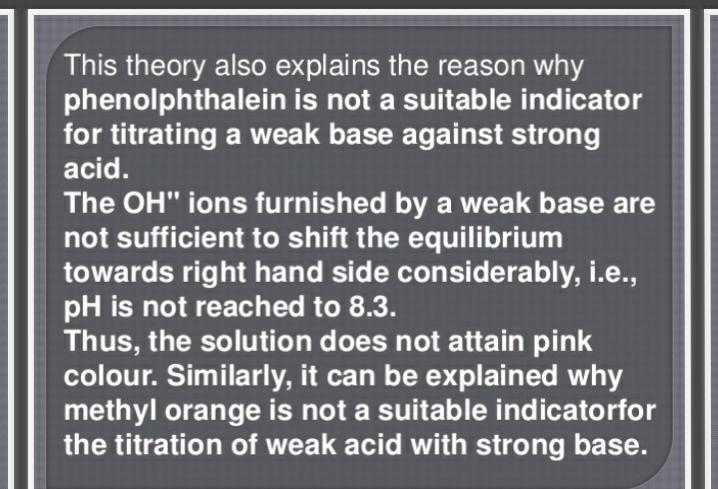 This theory also explains the reason why
phenolphthalein is not a suitable indicator
for titrating a weak base against strong
acid.
The OH" ions furnished by a weak base are
not sufficient to shift the equilibrium
towards right hand side considerably, i.e.,
pH is not reached to 8.3.
Thus, the solution does not attain pink
colour. Similarly, it can be explained why
methyl orange is not a suitable indicatorfor
the titration of weak acid with strong base.